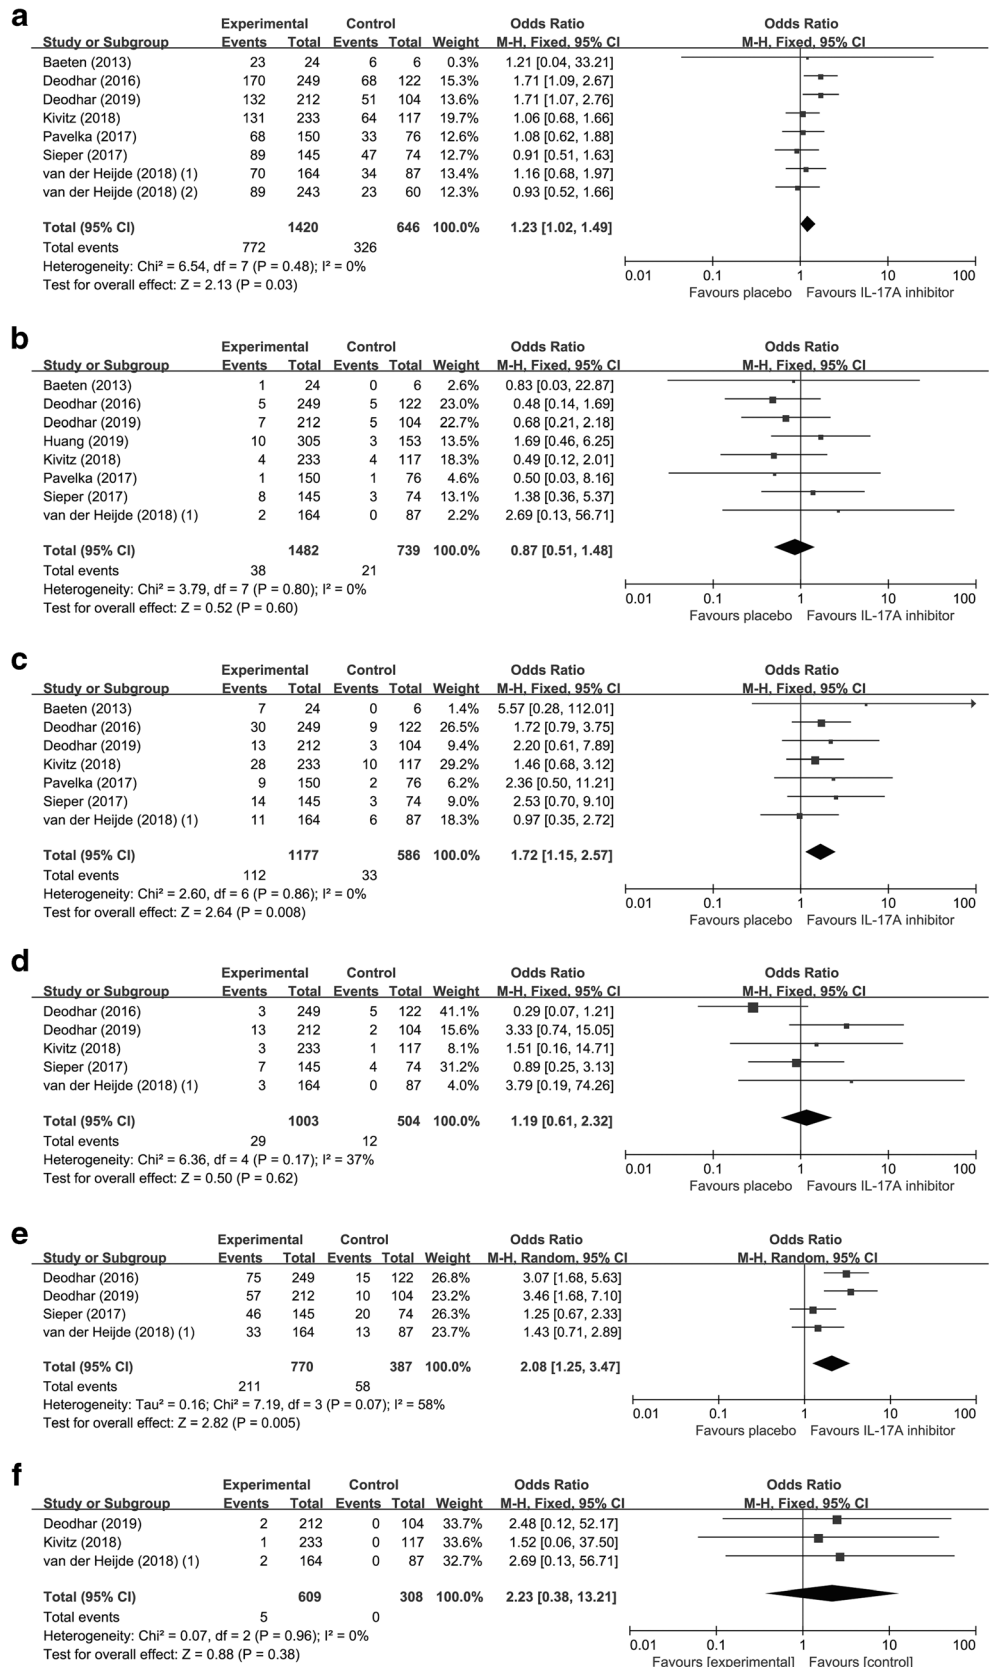 a
Experimental Control Odds Ratio Odds Ratio
Study or Subgroup Events Total Events Total Weight M-H, Fixed, 95% CI M-H, Fixed, 95% CI
Baeten (2013) 23 24 6 6 0.3% 1.21 [0.04, 33.21]
Deodhar (2016) 170 249 68 122 15.3% 1.71 [1.09, 2.67]
Deodhar (2019) 132 212 51 104 13.6% 1.71 [1.07, 2.76]
Kivitz (2018) 131 233 64 117 19.7% 1.06 [0.68, 1.66]
Pavelka (2017) 68 150 33 76 12.6% 1.08 [0.62, 1.88]
Sieper (2017) 89 145 47 74 12.7% 0.91 [0.51, 1.63]
van der Heijde (2018) (1) 70 164 34 87 13.4% 1.16 [0.68, 1.97]
van der Heijde (2018) (2) 89 243 23 60 12.3% 0.93 [0.52, 1.66]
Total (95% CI) 1420 646 100.0% 1.23 [1.02, 1.49]
Total events 772 326
Heterogeneity: Chi² = 6.54, df = 7 (P = 0.48); I² = 0%
Test for overall effect: Z = 2.13 (P = 0.03)
0.01 0.1 1 10 100
Favours placebo Favours IL-17A inhibitor
b
Experimental Control Odds Ratio Odds Ratio
Study or Subgroup Events Total Events Total Weight M-H, Fixed, 95% CI M-H, Fixed, 95% CI
Baeten (2013) 1 24 0 6 2.6% 0.83 [0.03, 22.87]
Deodhar (2016) 5 249 5 122 23.0% 0.48 [0.14, 1.69]
Deodhar (2019) 7 212 5 104 22.7% 0.68 [0.21, 2.18]
Huang (2019) 10 305 3 153 13.5% 1.69 [0.46, 6.25]
Kivitz (2018) 4 233 4 117 18.3% 0.49 [0.12, 2.01]
Pavelka (2017) 1 150 1 76 4.6% 0.50 [0.03, 8.16]
Sieper (2017) 8 145 3 74 13.1% 1.38 [0.36, 5.37]
van der Heijde (2018) (1) 2 164 0 87 2.2% 2.69 [0.13, 56.71]
Total (95% CI) 1482 739 100.0% 0.87 [0.51, 1.48]
Total events 38 21
Heterogeneity: Chi² = 3.79, df = 7 (P = 0.80); I² = 0%
Test for overall effect: Z = 0.52 (P = 0.60)
0.01 0.1 1 10 100
Favours placebo Favours IL-17A inhibitor
c
Experimental Control Odds Ratio Odds Ratio
Study or Subgroup Events Total Events Total Weight M-H, Fixed, 95% CI M-H, Fixed, 95% CI
Baeten (2013) 7 24 0 6 1.4% 5.57 [0.28, 112.01]
Deodhar (2016) 30 249 9 122 26.5% 1.72 [0.79, 3.75]
Deodhar (2019) 13 212 3 104 9.4% 2.20 [0.61, 7.89]
Kivitz (2018) 28 233 10 117 29.2% 1.46 [0.68, 3.12]
Pavelka (2017) 9 150 2 76 6.2% 2.36 [0.50, 11.21]
Sieper (2017) 14 145 3 74 9.0% 2.53 [0.70, 9.10]
van der Heijde (2018) (1) 11 164 6 87 18.3% 0.97 [0.35, 2.72]
Total (95% CI) 1177 586 100.0% 1.72 [1.15, 2.57]
Total events 112 33
Heterogeneity: Chi² = 2.60, df = 6 (P = 0.86); I² = 0%
Test for overall effect: Z = 2.64 (P = 0.008)
0.01 0.1 1 10 100
Favours placebo Favours IL-17A inhibitor
d
Experimental Control Odds Ratio Odds Ratio
Study or Subgroup Events Total Events Total Weight M-H, Fixed, 95% CI M-H, Fixed, 95% CI
Deodhar (2016) 3 249 5 122 41.1% 0.29 [0.07, 1.21]
Deodhar (2019) 13 212 2 104 15.6% 3.33 [0.74, 15.05]
Kivitz (2018) 3 233 1 117 8.1% 1.51 [0.16, 14.71]
Sieper (2017) 7 145 4 74 31.2% 0.89 [0.25, 3.13]
van der Heijde (2018) (1) 3 164 0 87 4.0% 3.79 [0.19, 74.26]
Total (95% CI) 1003 504 100.0% 1.19 [0.61, 2.32]
Total events 29 12
Heterogeneity: Chi² = 6.36, df = 4 (P = 0.17); I² = 37%
Test for overall effect: Z = 0.50 (P = 0.62)
0.01 0.1 1 10 100
Favours placebo Favours IL-17A inhibitor
e
Experimental Control Odds Ratio Odds Ratio
Study or Subgroup Events Total Events Total Weight M-H, Random, 95% CI M-H, Random, 95% CI
Deodhar (2016) 75 249 15 122 26.8% 3.07 [1.68, 5.63]
Deodhar (2019) 57 212 10 104 23.2% 3.46 [1.68, 7.10]
Sieper (2017) 46 145 20 74 26.3% 1.25 [0.67, 2.33]
van der Heijde (2018) (1) 33 164 13 87 23.7% 1.43 [0.71, 2.89]
Total (95% CI) 770 387 100.0% 2.08 [1.25, 3.47]
Total events 211 58
Heterogeneity: Tau² = 0.16; Chi² = 7.19, df = 3 (P = 0.07); I² = 58%
Test for overall effect: Z = 2.82 (P = 0.005)
0.01 0.1 1 10 100
Favours placebo Favours IL-17A inhibitor
f
Experimental Control Odds Ratio Odds Ratio
Study or Subgroup Events Total Events Total Weight M-H, Fixed, 95% CI M-H, Fixed, 95% CI
Deodhar (2019) 2 212 0 104 33.7% 2.48 [0.12, 52.17]
Kivitz (2018) 1 233 0 117 33.6% 1.52 [0.06, 37.50]
van der Heijde (2018) (1) 2 164 0 87 32.7% 2.69 [0.13, 56.71]
Total (95% CI) 609 308 100.0% 2.23 [0.38, 13.21]
Total events 5 0
Heterogeneity: Chi² = 0.07, df = 2 (P = 0.96); I² = 0%
Test for overall effect: Z = 0.88 (P = 0.38)
0.01 0.1 1 10 100
Favours [experimental] Favours [control]